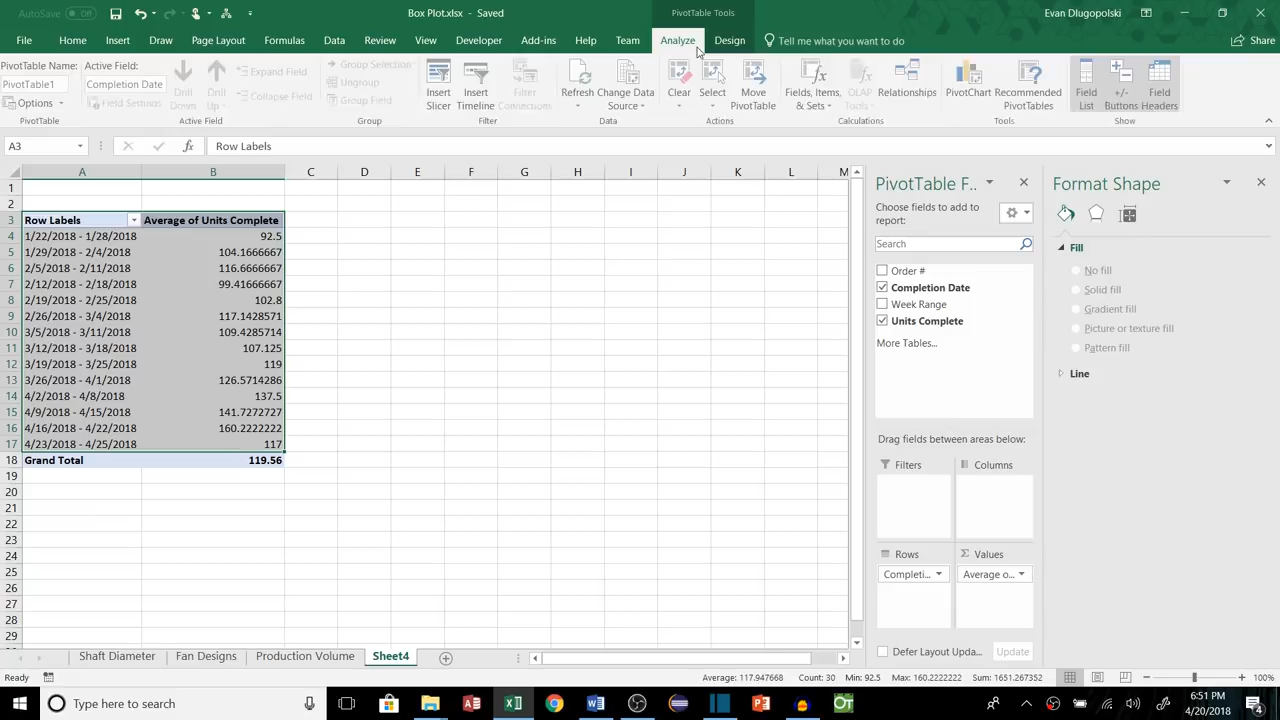 AutoSave Off
Box Plot.xlsx - Saved
PivotTable Tools
Evan Dlugopolski
File Home Insert Draw Page Layout Formulas Data Review View Developer Add-ins Help Team Analyze Design Tell me what you want to do Share
PivotTable Name:
PivotTable1
Options
PivotTable
Active Field:
Completion Date
Field Settings
Drill Down
Drill Up
Expand Field
Collapse Field
Active Field
Group Selection
Ungroup
Group Field
Group
Insert Slicer
Insert Timeline
Filter Connections
Filter
Refresh
Change Data Source
Data
Clear
Select
Move PivotTable
Actions
Fields, Items, & Sets
OLAP Tools
Relationships
Calculations
PivotChart
Recommended PivotTables
Tools
Field List
+/- Buttons
Field Headers
Show
A3 fx Row Labels
A B C D E F G H I J K L M
1
2
3 Row Labels Average of Units Complete
4 1/22/2018 - 1/28/2018 92.5
5 1/29/2018 - 2/4/2018 104.1666667
6 2/5/2018 - 2/11/2018 116.6666667
7 2/12/2018 - 2/18/2018 99.41666667
8 2/19/2018 - 2/25/2018 102.8
9 2/26/2018 - 3/4/2018 117.1428571
10 3/5/2018 - 3/11/2018 109.4285714
11 3/12/2018 - 3/18/2018 107.125
12 3/19/2018 - 3/25/2018 119
13 3/26/2018 - 4/1/2018 126.5714286
14 4/2/2018 - 4/8/2018 137.5
15 4/9/2018 - 4/15/2018 141.7272727
16 4/16/2018 - 4/22/2018 160.2222222
17 4/23/2018 - 4/25/2018 117
18 Grand Total 119.56
19
20
21
22
23
24
25
26
27
28
29
PivotTable F..
Choose fields to add to
report:
Search
Order #
Completion Date
Week Range
Units Complete
More Tables...
Drag fields between areas below:
Filters
Columns
Rows
Σ Values
Completi...
Average o...
Defer Layout Upda...
Update
Format Shape
Fill
No fill
Solid fill
Gradient fill
Picture or texture fill
Pattern fill
Line
Shaft Diameter Fan Designs Production Volume Sheet4
Ready
Average: 117.947668 Count: 30 Min: 92.5 Max: 160.2222222 Sum: 1651.267352
100%
Type here to search
6:51 PM
4/20/2018